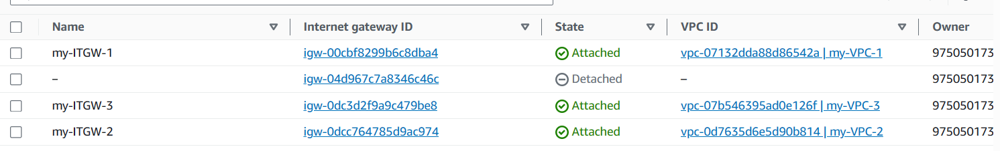 Name Internet gateway ID State VPC ID Owner
my-ITGW-1 igw-00cbf8299b6c8dba4 Attached vpc-07132dda88d86542a | my-VPC-1 975050173
– igw-04d967c7a8346c46c Detached – 975050173
my-ITGW-3 igw-0dc3d2f9a9c479be8 Attached vpc-07b546395ad0e126f | my-VPC-3 975050173
my-ITGW-2 igw-0dcc764785d9ac974 Attached vpc-0d7635d6e5d90b814 | my-VPC-2 975050173